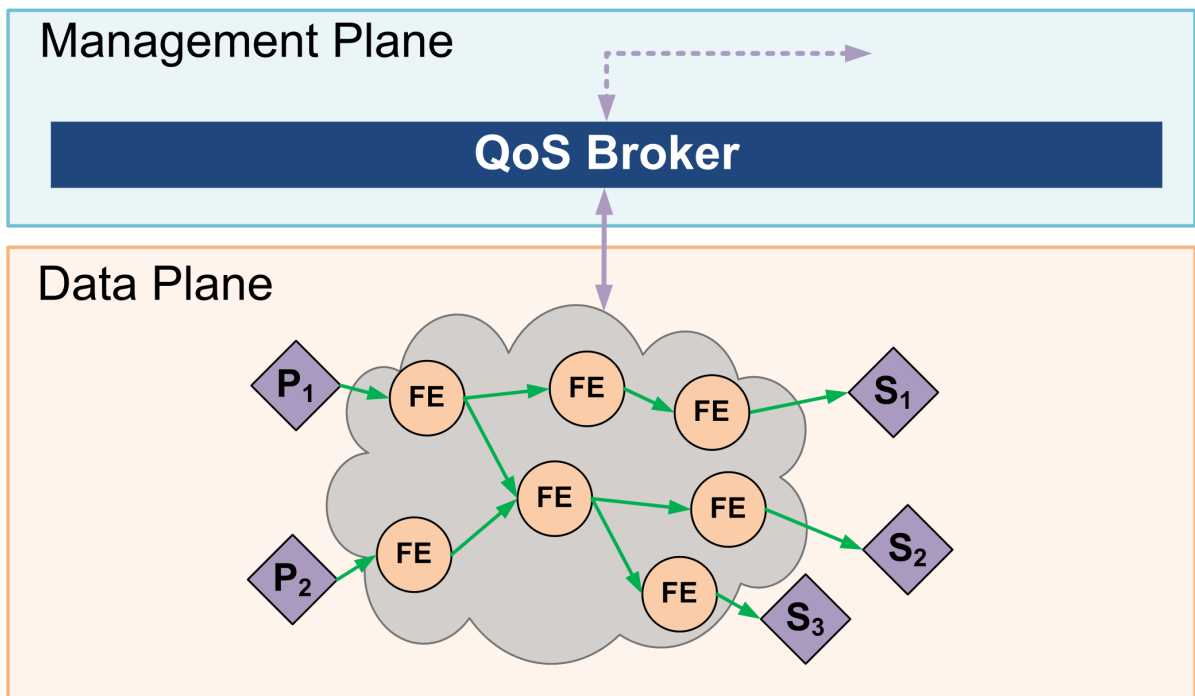 Management Plane
QoS Broker
Data Plane
P1
FE
FE
FE
S1
FE
FE
FE
S2
P2
FE
S3